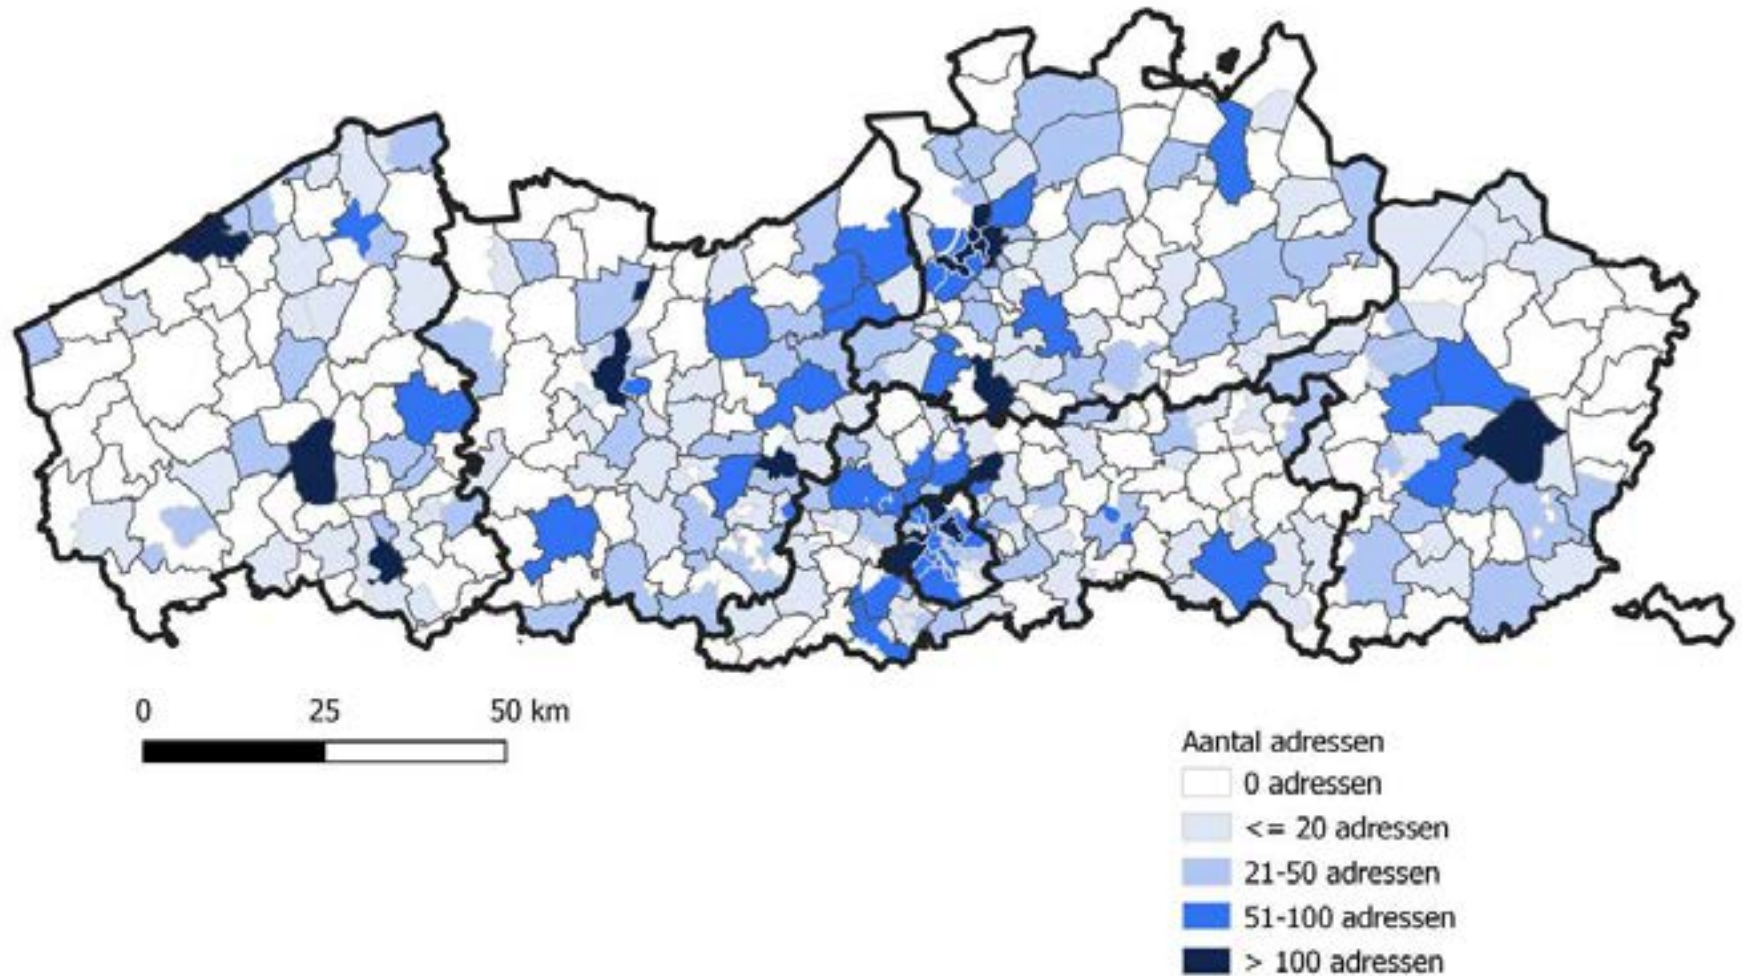 0 25 50 km
Aantal adressen
0 adressen
<= 20 adressen
21-50 adressen
51-100 adressen
> 100 adressen